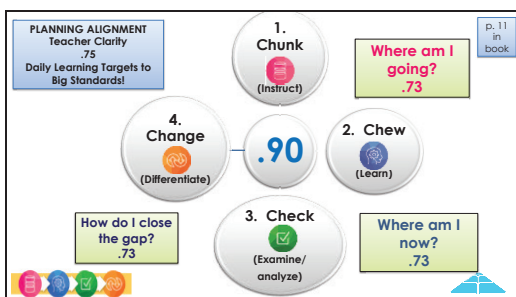 PLANNING ALIGNMENT
Teacher Clarity
.75
Daily Learning Targets to
Big Standards!
1.
Chunk
(Instruct)
p. 11
in
book
Where am I
going?
.73
4.
Change
(Differentiate)
.90
2. Chew
(Learn)
How do I close
the gap?
.73
3. Check
(Examine/
analyze)
Where am I
now?
.73